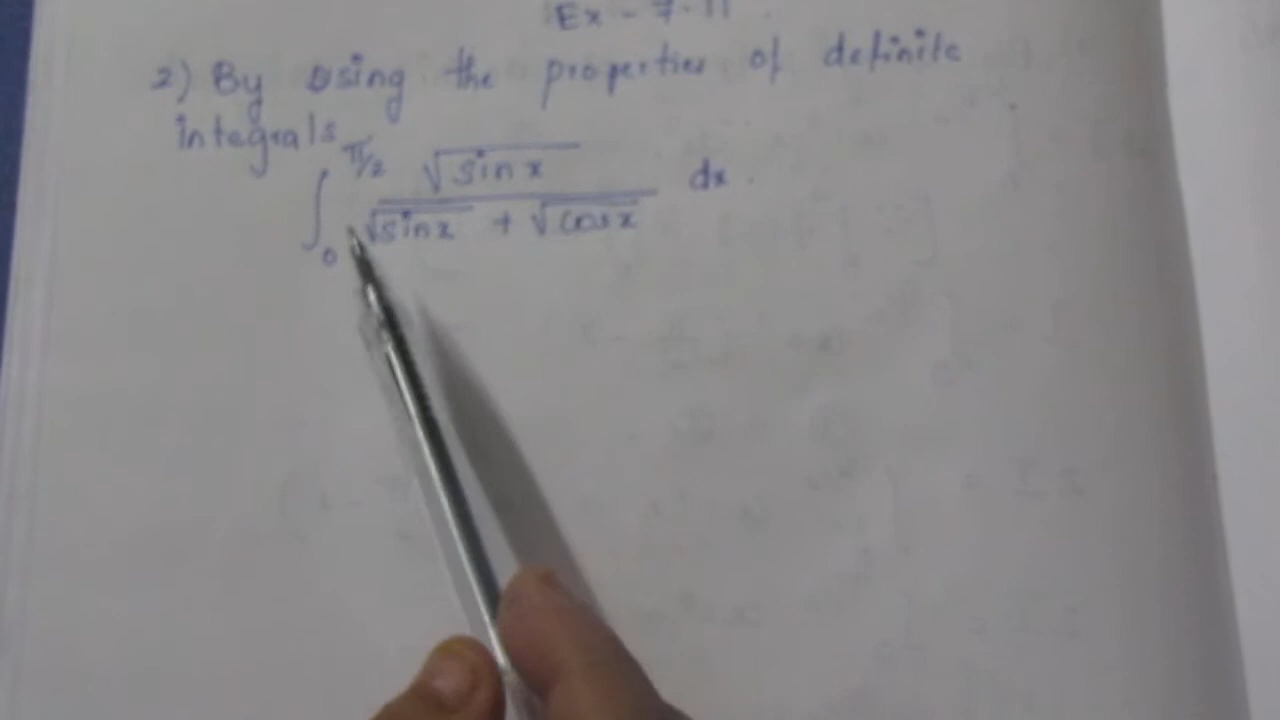 Ex - 7.11
2) By using the properties of definite
integrals
∫₀^π/2 √sin x / (√sin x + √cos x) dx.